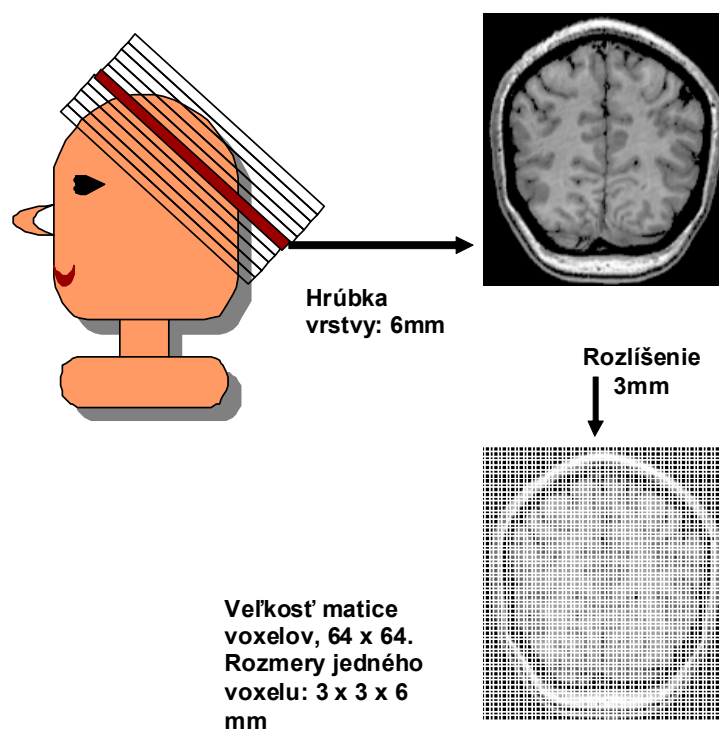 Hrúbka
vrstvy: 6mm
Rozlíšenie
3mm
Veľkosť matice
voxelov, 64 x 64.
Rozmery jedného
voxelu: 3 x 3 x 6
mm